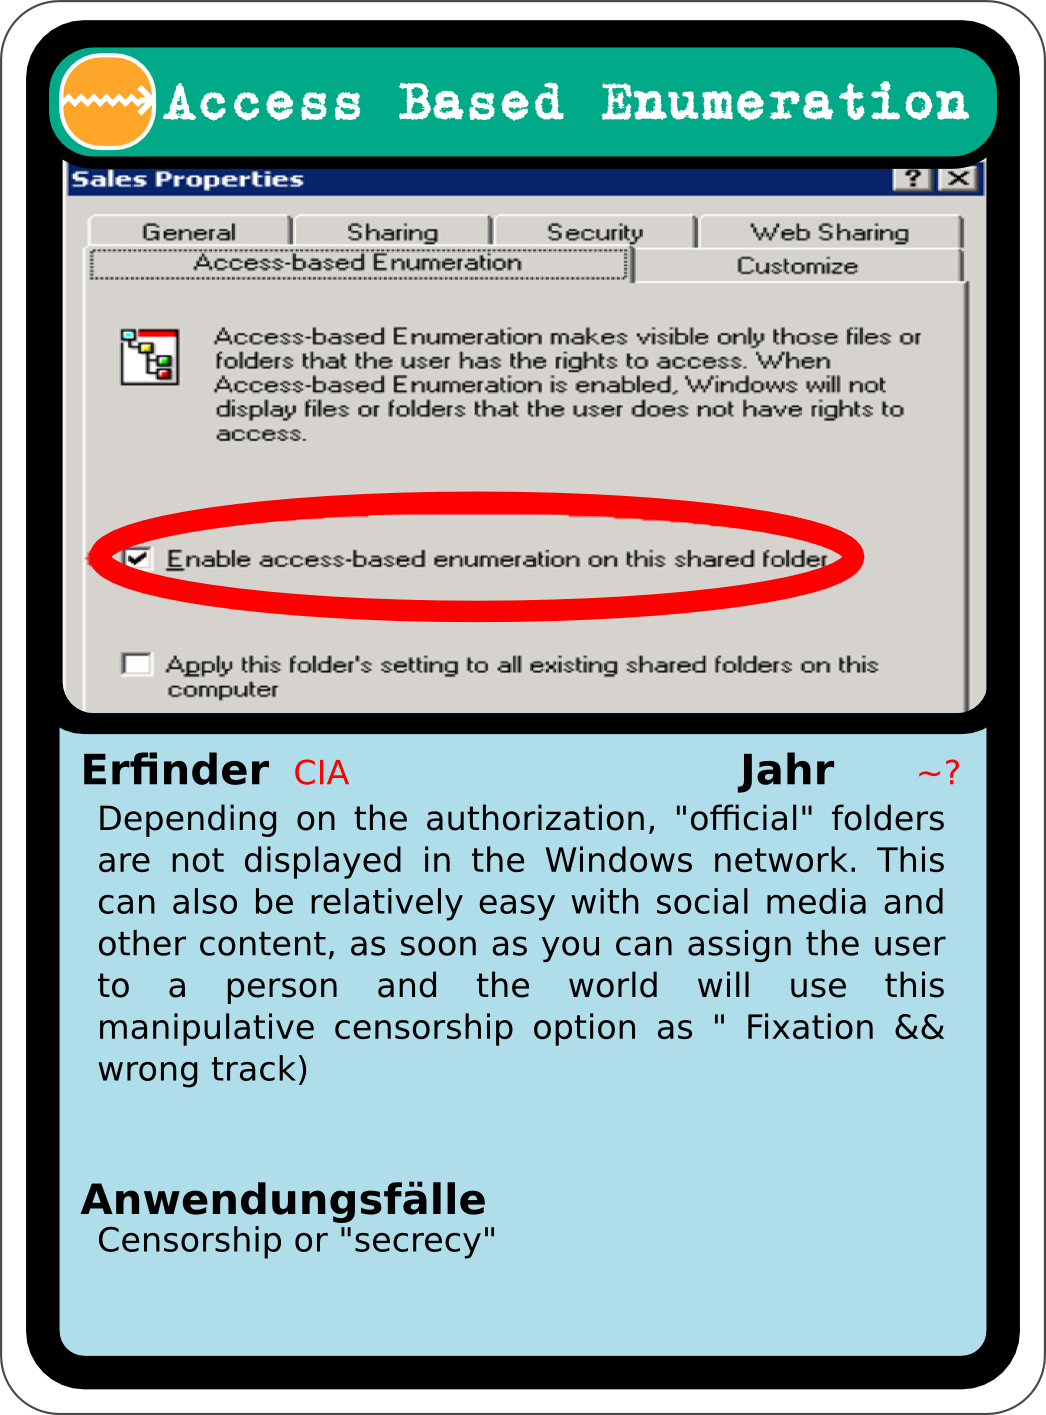 Access Based Enumeration
Sales Properties
? X
General Sharing Security Web Sharing
Access-based Enumeration Customize
Access-based Enumeration makes visible only those files or
folders that the user has the rights to access. When
Access-based Enumeration is enabled, Windows will not
display files or folders that the user does not have rights to
access.
Enable access-based enumeration on this shared folder
Apply this folder's setting to all existing shared folders on this
computer
Erfinder CIA Jahr ~?
Depending on the authorization, "official" folders
are not displayed in the Windows network. This
can also be relatively easy with social media and
other content, as soon as you can assign the user
to a person and the world will use this
manipulative censorship option as " Fixation &&
wrong track)
Anwendungsfälle
Censorship or "secrecy"